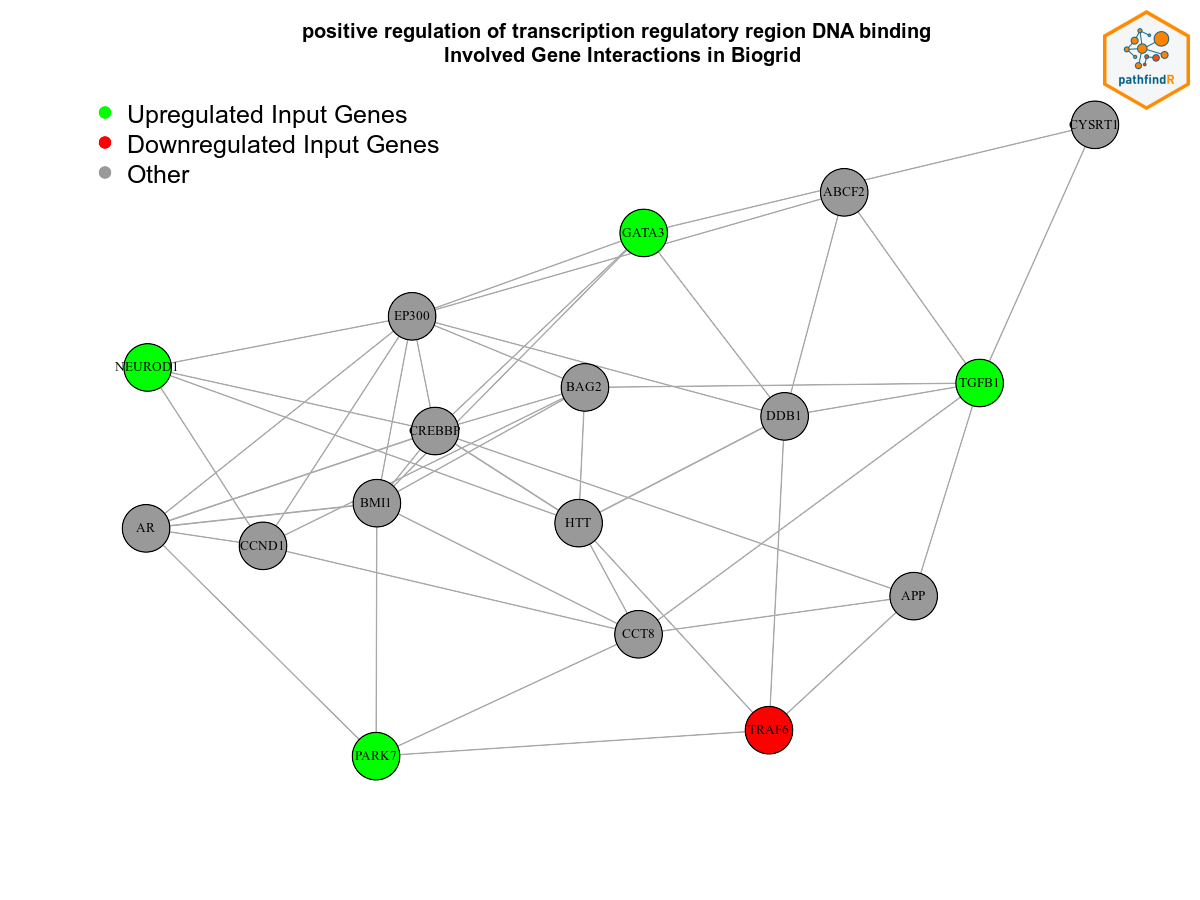 positive regulation of transcription regulatory region DNA binding
Involved Gene Interactions in Biogrid
pathfindR
Upregulated Input Genes
Downregulated Input Genes
Other
CYSRT1
ABCF2
GATA3
EP300
NEUROD1
BAG2
TGFB1
DDB1
CREBBP
BMI1
HTT
AR
CCND1
APP
CCT8
TRAF6
PARK7